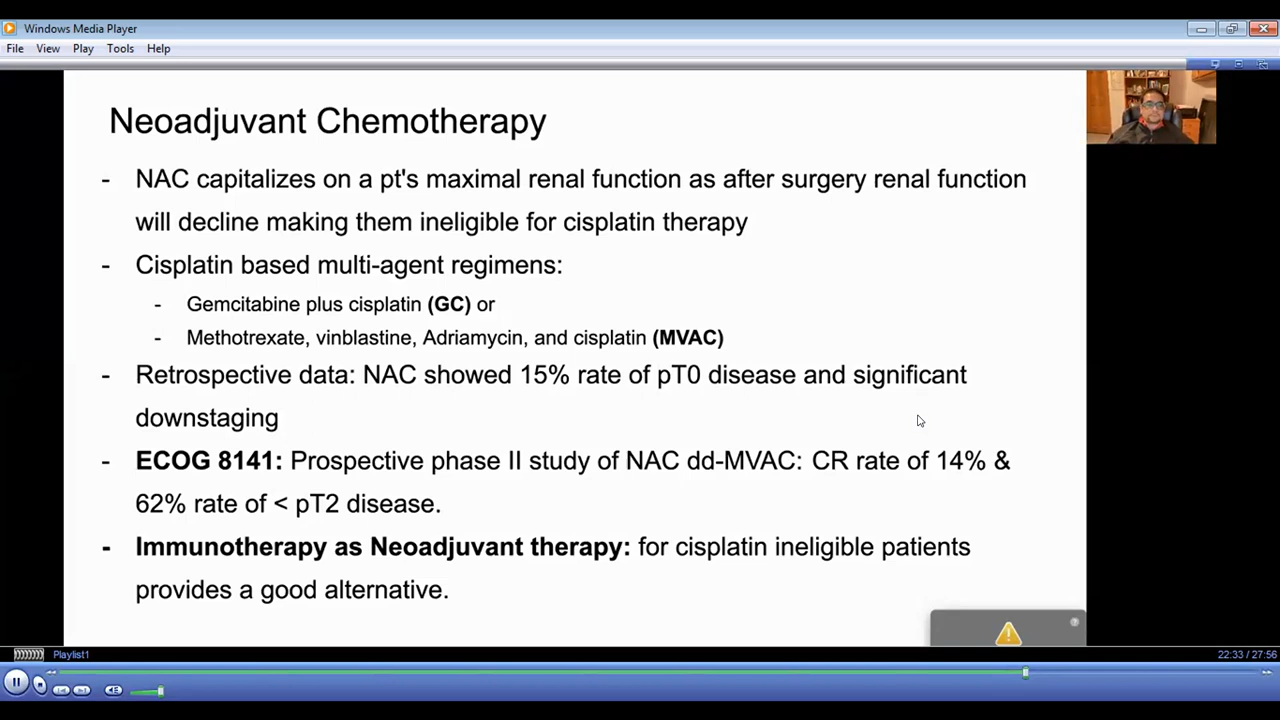 Windows Media Player
File View Play Tools Help
Neoadjuvant Chemotherapy
- NAC capitalizes on a pt's maximal renal function as after surgery renal function
will decline making them ineligible for cisplatin therapy
- Cisplatin based multi-agent regimens:
- Gemcitabine plus cisplatin (GC) or
- Methotrexate, vinblastine, Adriamycin, and cisplatin (MVAC)
- Retrospective data: NAC showed 15% rate of pT0 disease and significant
downstaging
- ECOG 8141: Prospective phase II study of NAC dd-MVAC: CR rate of 14% &
62% rate of < pT2 disease.
- Immunotherapy as Neoadjuvant therapy: for cisplatin ineligible patients
provides a good alternative.
Playlist1
22:33 / 27:56